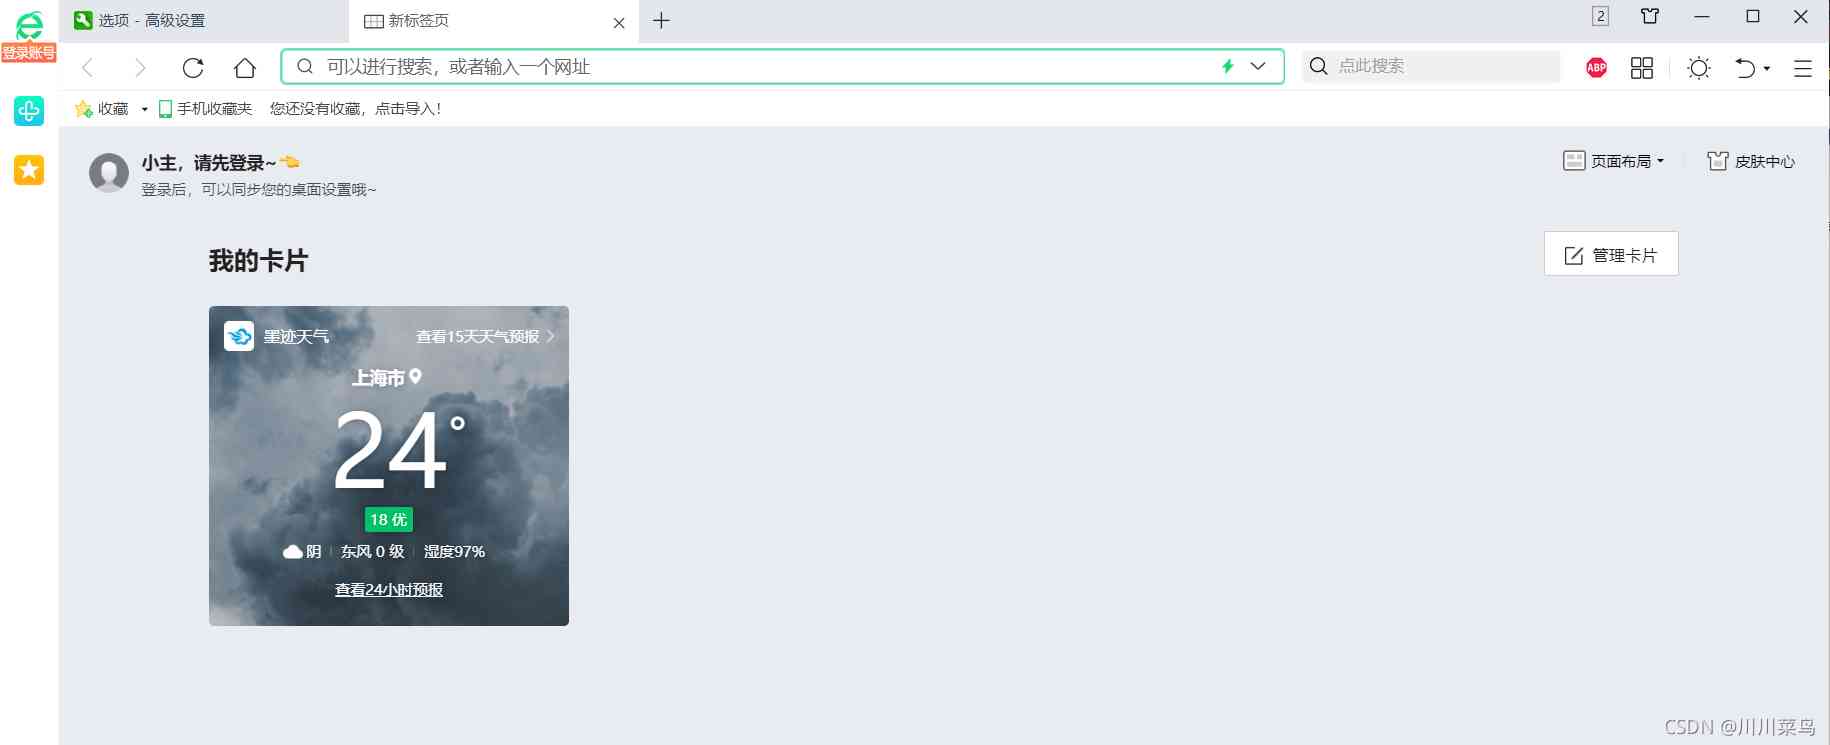 选项 - 高级设置
新标签页
2
登录账号
可以进行搜索，或者输入一个网址
点此搜索
ABP
收藏
手机收藏夹
您还没有收藏，点击导入！
小主，请先登录~
登录后，可以同步您的桌面设置哦~
页面布局
皮肤中心
我的卡片
管理卡片
墨迹天气
查看15天天气预报
上海市
24°
18 优
阴
东风 0 级
湿度97%
查看24小时预报
CSDN @川川菜鸟